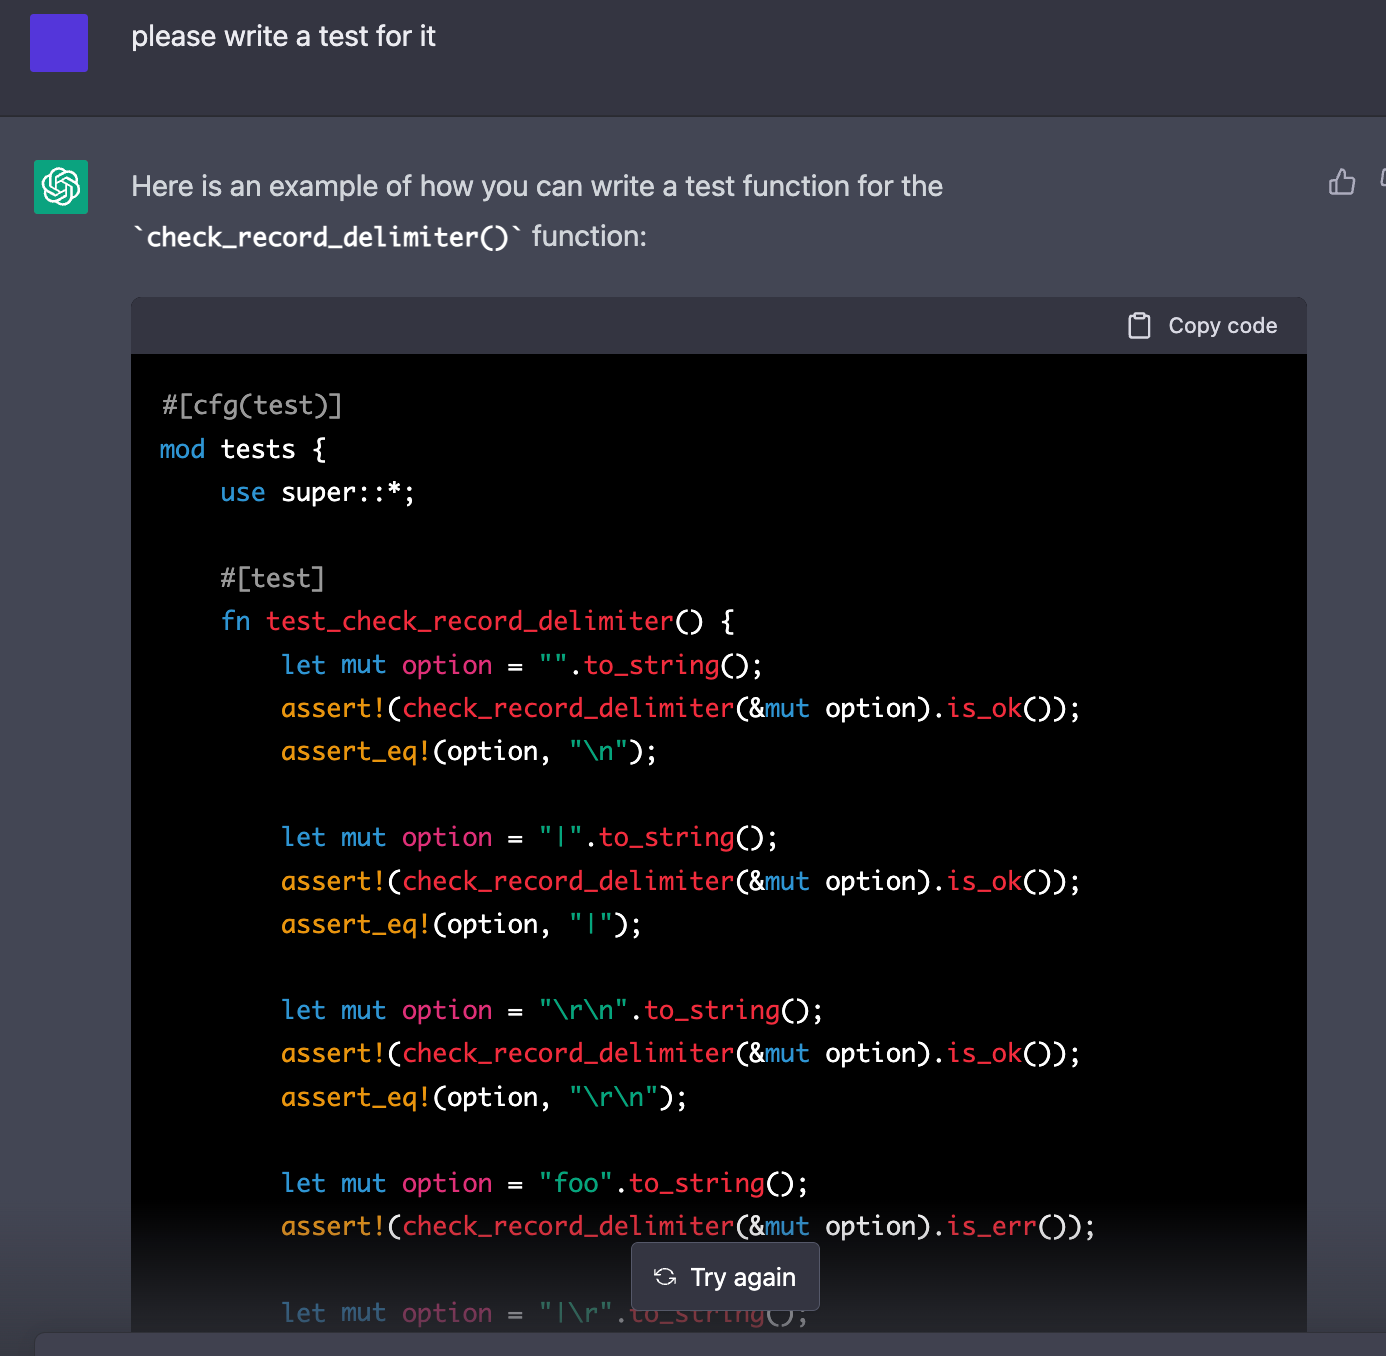 please write a test for it
Here is an example of how you can write a test function for the
`check_record_delimiter()` function:
Copy code
#[cfg(test)]
mod tests {
    use super::*;
    #[test]
    fn test_check_record_delimiter() {
        let mut option = "".to_string();
        assert!(check_record_delimiter(&mut option).is_ok());
        assert_eq!(option, "\n");
        let mut option = "|".to_string();
        assert!(check_record_delimiter(&mut option).is_ok());
        assert_eq!(option, "|");
        let mut option = "\r\n".to_string();
        assert!(check_record_delimiter(&mut option).is_ok());
        assert_eq!(option, "\r\n");
        let mut option = "foo".to_string();
        assert!(check_record_delimiter(&mut option).is_err());
Try again
        let mut option = "|\r".to_string();